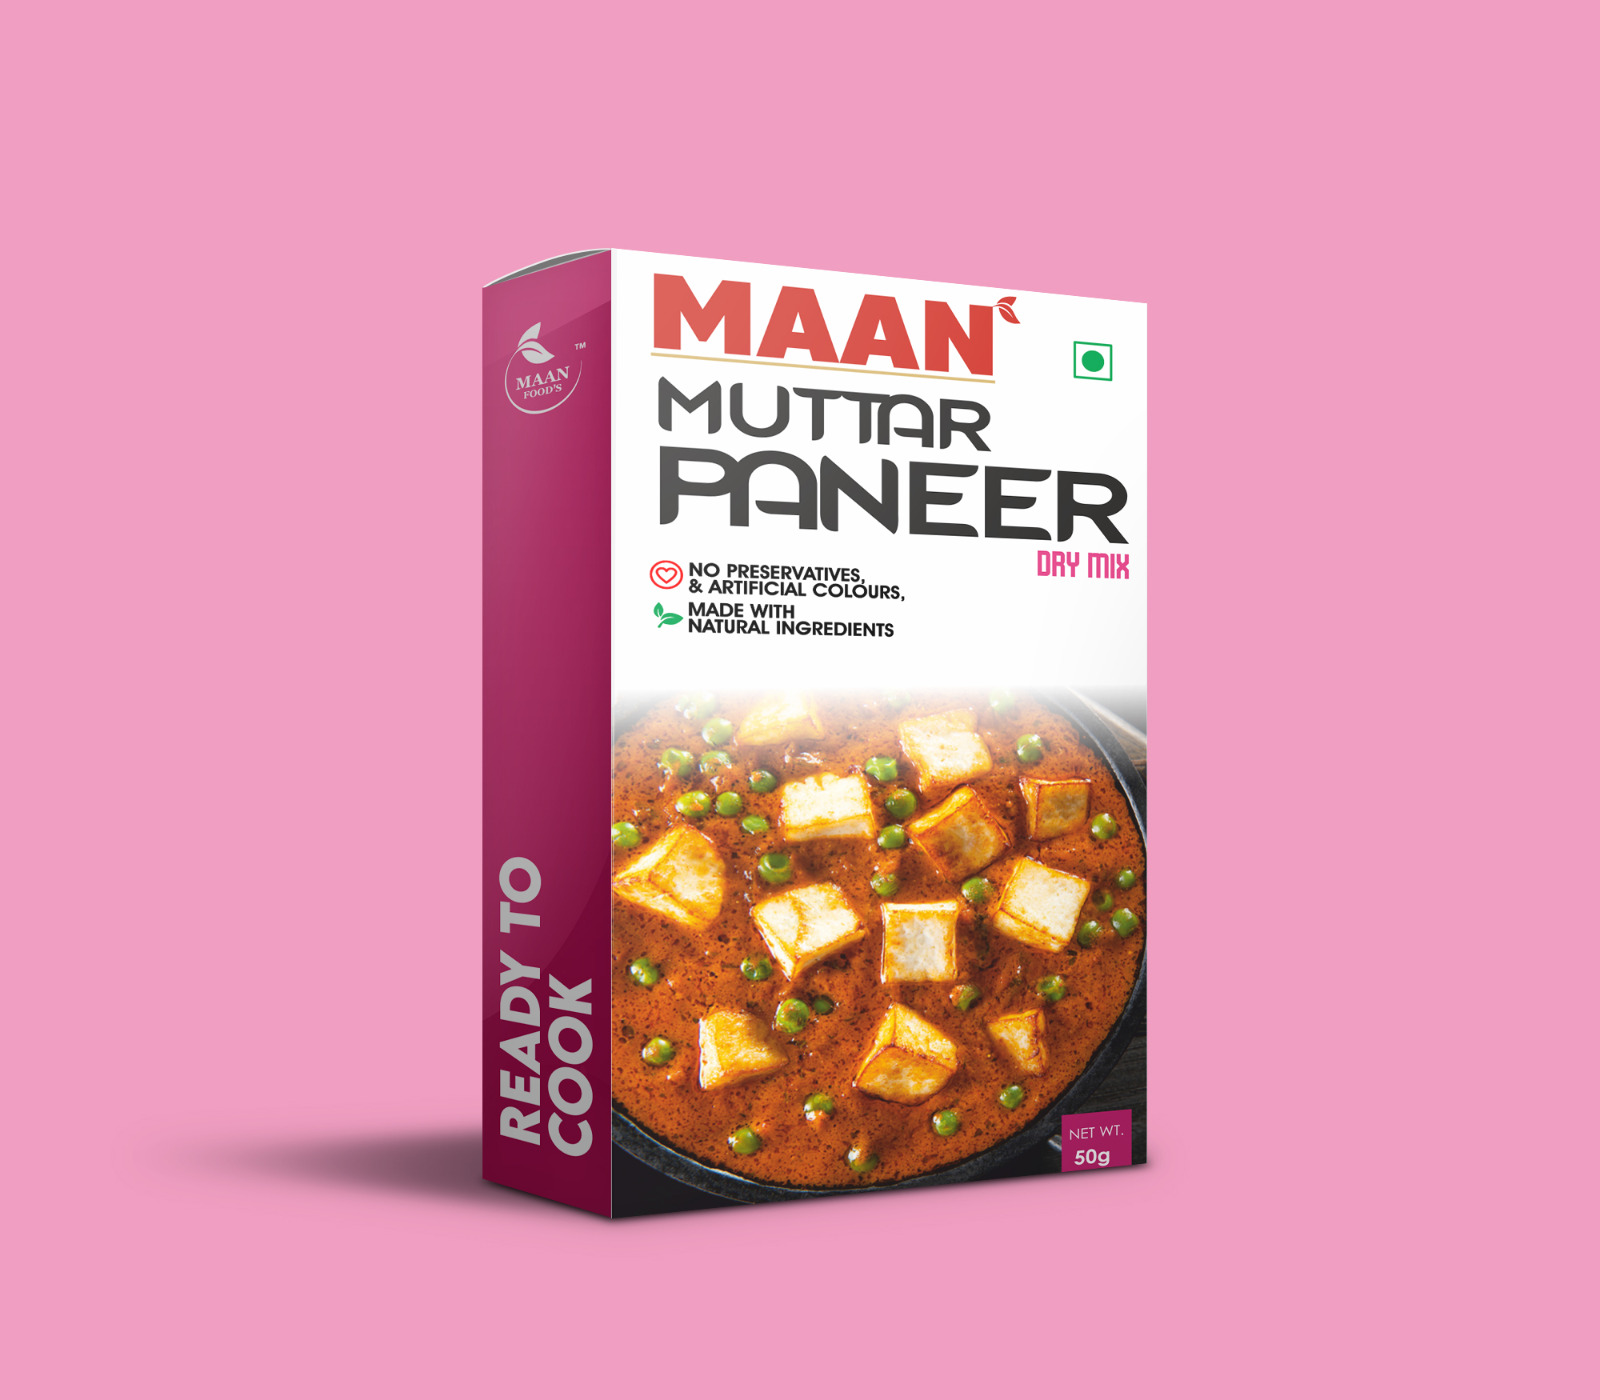 MAAN
FOOD'S
™
READY TO
COOK
MAAN
MUTTAR
PANEER
DRY MIX
NO PRESERVATIVES,
& ARTIFICIAL COLOURS,
MADE WITH
NATURAL INGREDIENTS
NET WT.
50g